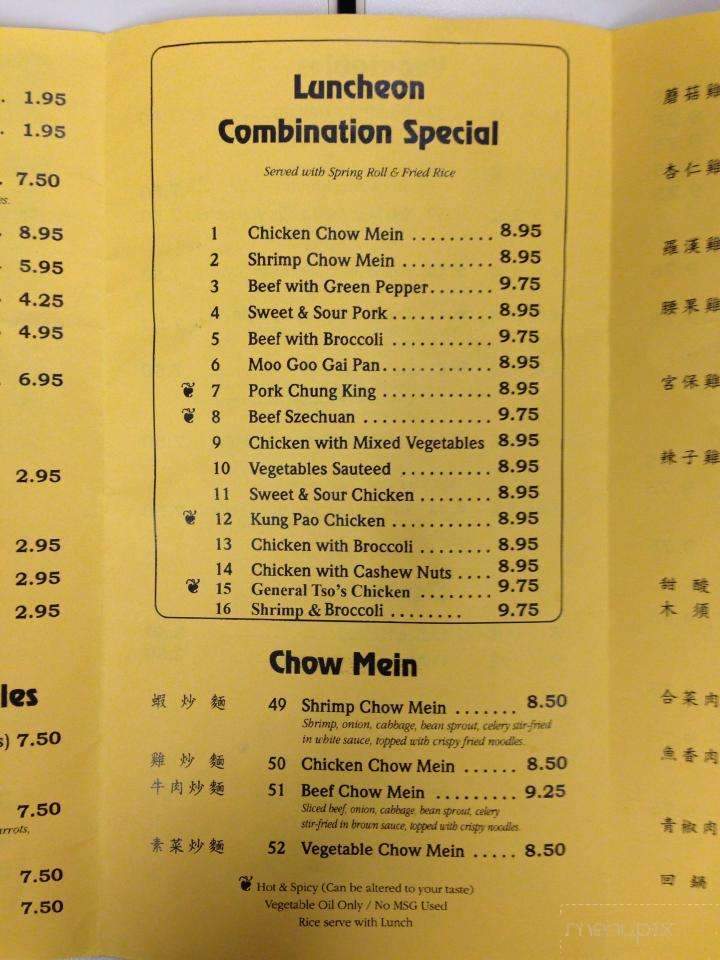 1.95
1.95
7.50
es.
8.95
5.95
4.25
4.95
6.95
2.95
2.95
2.95
2.95
les
s) 7.50
7.50
arrots,
7.50
7.50
Luncheon
Combination Special
Served with Spring Roll & Fried Rice
1 Chicken Chow Mein ......... 8.95
2 Shrimp Chow Mein .......... 8.95
3 Beef with Green Pepper....... 9.75
4 Sweet & Sour Pork ........... 8.95
5 Beef with Broccoli ........... 9.75
6 Moo Goo Gai Pan............ 8.95
7 Pork Chung King ............ 8.95
8 Beef Szechuan .............. 9.75
9 Chicken with Mixed Vegetables 8.95
10 Vegetables Sauteed .......... 8.95
11 Sweet & Sour Chicken ........ 8.95
12 Kung Pao Chicken ........... 8.95
13 Chicken with Broccoli ........ 8.95
14 Chicken with Cashew Nuts .... 8.95
15 General Tso's Chicken ........ 9.75
16 Shrimp & Broccoli ........ 9.75
Chow Mein
蝦炒麵 49 Shrimp Chow Mein ....... 8.50
Shrimp, onion, cabbage, bean sprout, celery stir-fried
in white sauce, topped with crispy fried noodles.
雞炒麵 50 Chicken Chow Mein ...... 8.50
牛肉炒麵 51 Beef Chow Mein ........ 9.25
Sliced beef, onion, cabbage, bean sprout, celery
stir-fried in brown sauce, topped with crispy noodles.
素菜炒麵 52 Vegetable Chow Mein ..... 8.50
Hot & Spicy (Can be altered to your taste)
Vegetable Oil Only / No MSG Used
Rice serve with Lunch
蘑菇雞
杏仁雞
羅漢雞
腰果雞
宮保雞
辣子雞
甜酸
木須
合菜肉
魚香肉
青椒肉
回鍋
menupix